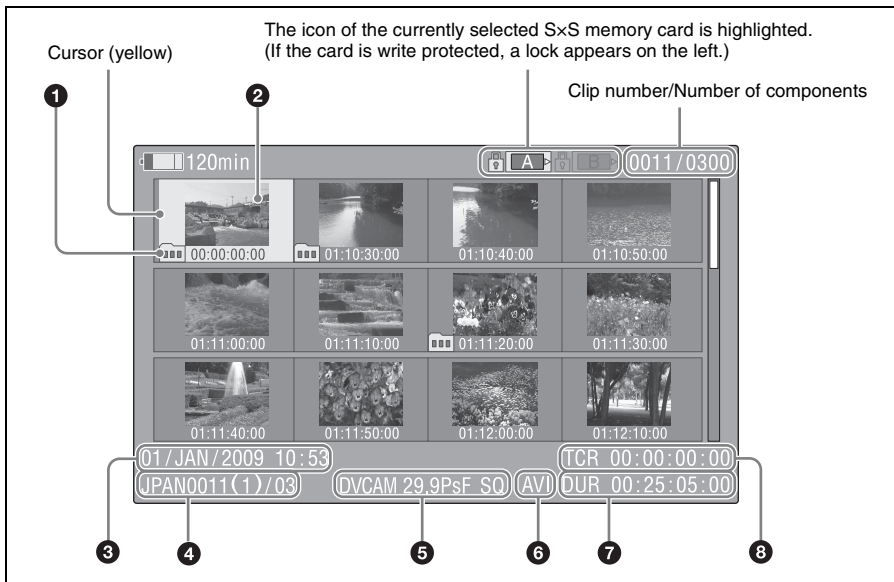 The icon of the currently selected S×S memory card is highlighted.
(If the card is write protected, a lock appears on the left.)
Cursor (yellow)
Clip number/Number of components
1
2
120min
A
B
0011/0300
00:00:00:00
01:10:30:00
01:10:40:00
01:10:50:00
01:11:00:00
01:11:10:00
01:11:20:00
01:11:30:00
01:11:40:00
01:11:50:00
01:12:00:00
01:12:10:00
01/JAN/2009 10:53
TCR 00:00:00:00
JPAN0011(1)/03
DVCAM 29.9PsF SQ
AVI
DUR 00:25:05:00
3
4
5
6
7
8